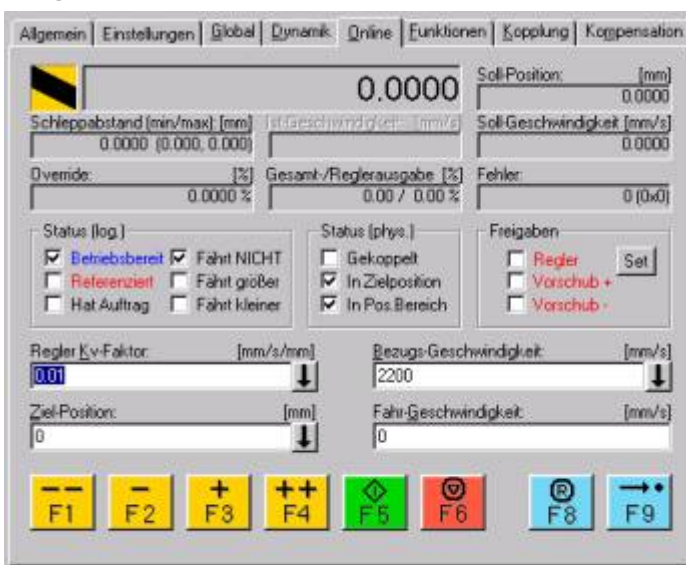 Allgemein Einstellungen Global Dynamik Online Funktionen Kopplung Kompensation
0.0000
Soll-Position: [mm]
0.0000
Schleppabstand (min/max): [mm] Ist-Geschwindigkeit: [mm/s] Soll-Geschwindigkeit: [mm/s]
0.0000 (0.000, 0.000) 0.0000
Override: [%] Gesamt-/Reglerausgabe: [%] Fehler:
0.0000 % 0.00 / 0.00 % 0 (0x0)
Status (log.) Status (phys.) Freigaben
Betriebsbereit Fährt NICHT Gekoppelt Regler Set
Referenziert Fährt größer In Zielposition Vorschub +
Hat Auftrag Fährt kleiner In Pos.Bereich Vorschub -
Regler Kv-Faktor: [mm/s/mm] Bezugs-Geschwindigkeit: [mm/s]
0.01 2200
Ziel-Position: [mm] Fahr-Geschwindigkeit: [mm/s]
0 0
-- - + ++ R
F1 F2 F3 F4 F5 F6 F8 F9